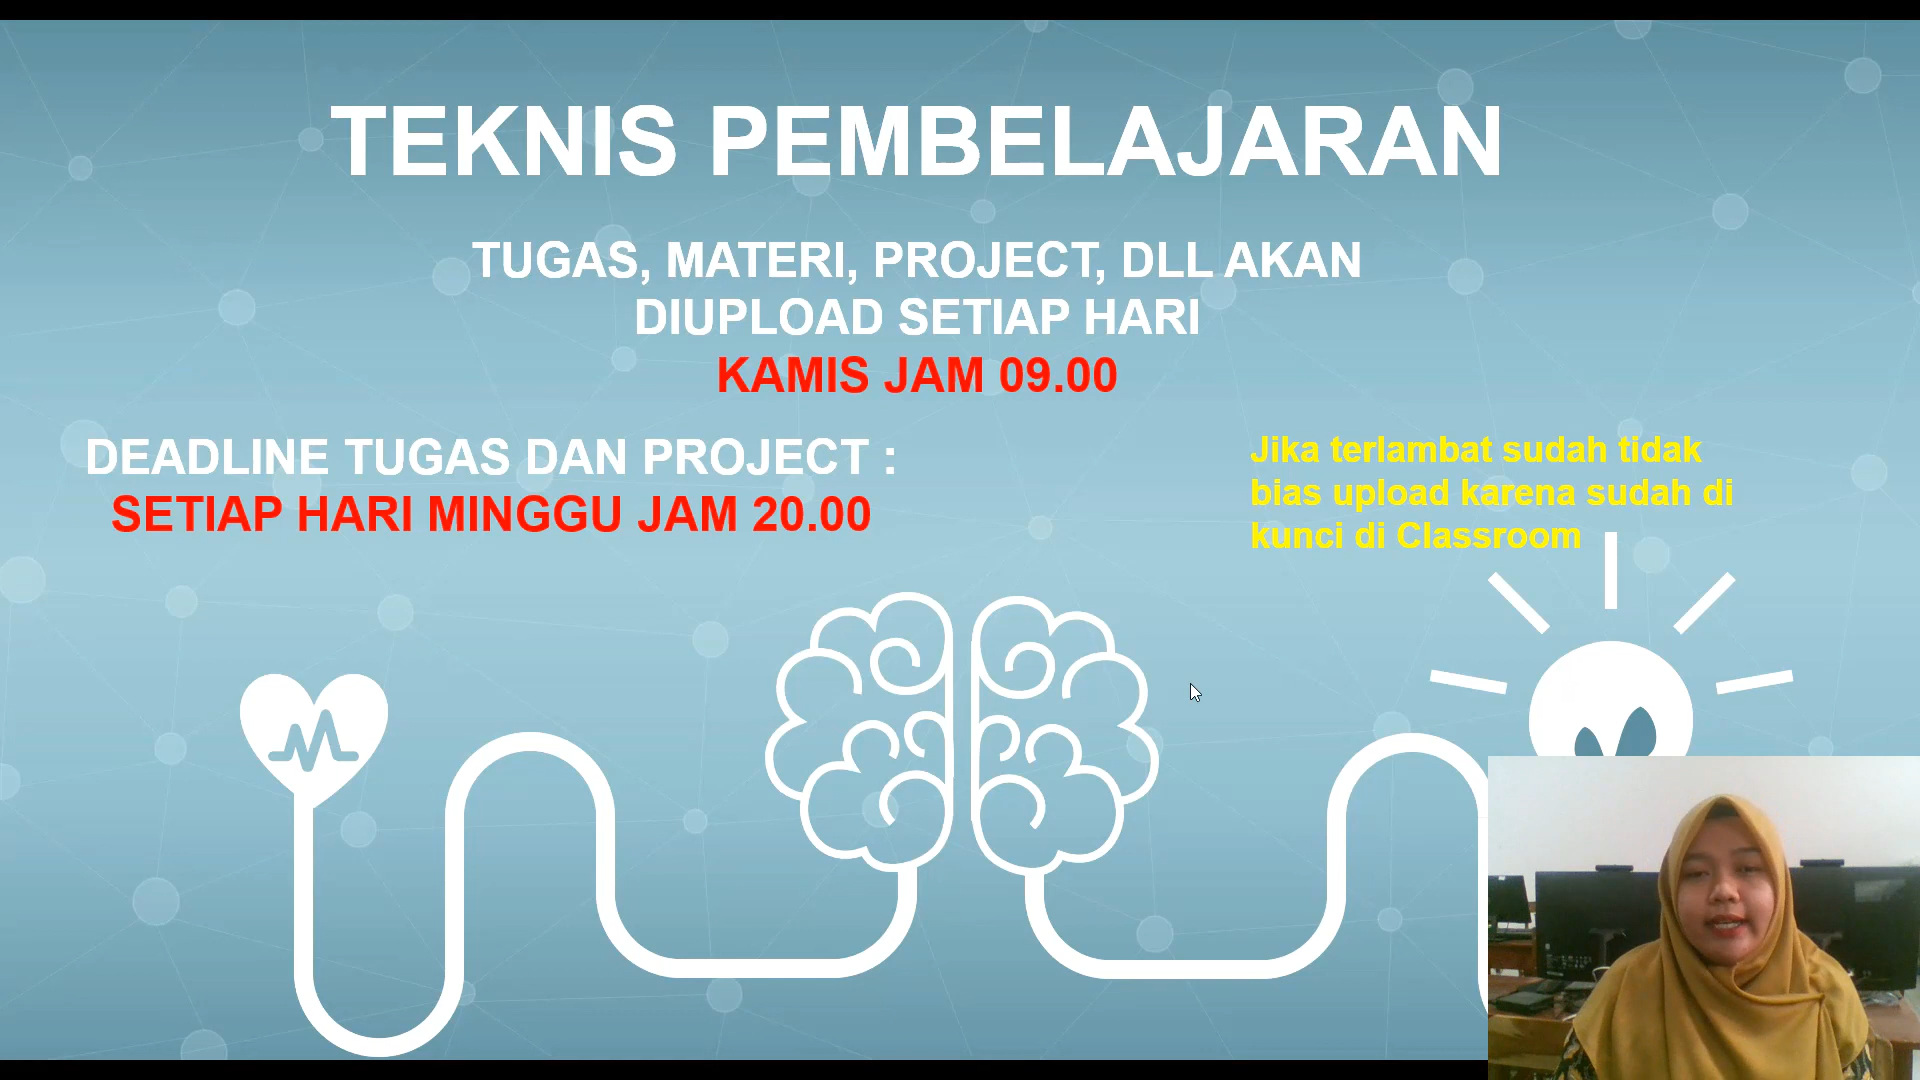 TEKNIS PEMBELAJARAN
TUGAS, MATERI, PROJECT, DLL AKAN
DIUPLOAD SETIAP HARI
KAMIS JAM 09.00
DEADLINE TUGAS DAN PROJECT :
SETIAP HARI MINGGU JAM 20.00
Jika terlambat sudah tidak
bias upload karena sudah di
kunci di Classroom